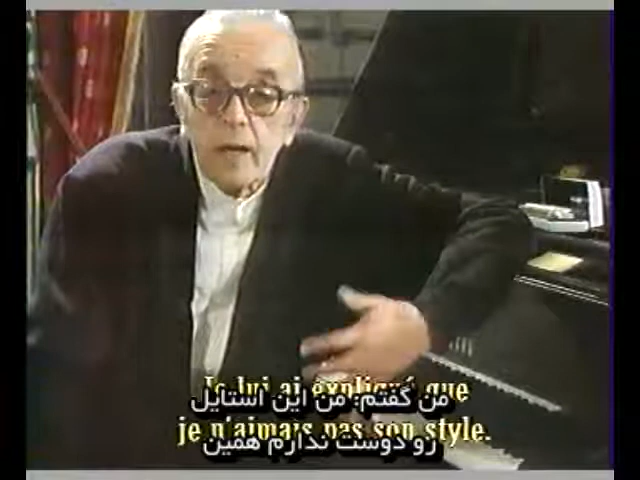 Je lui ai expliqué que
من گفتم: من این استایل
je n'aimais pas son style.
رو دوست ندارم همین